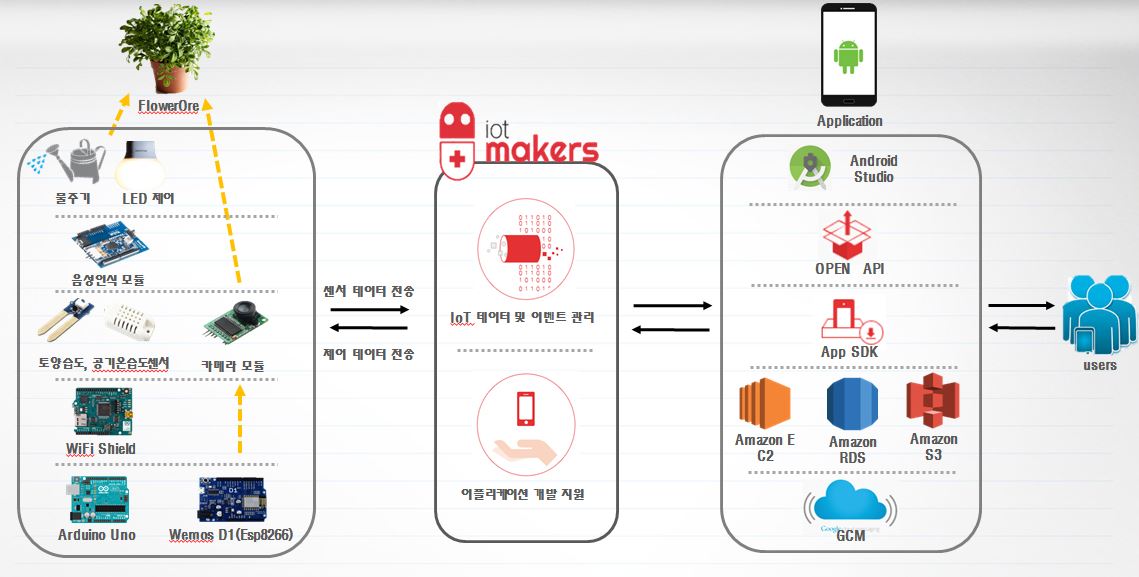 FlowerOre
물주기
LED 제어
음성인식 모듈
토양습도, 공기온습도센서
카메라 모듈
WiFi Shield
Arduino Uno
Wemos D1(Esp8266)
센서 데이터 전송
제어 데이터 전송
iot
makers
IoT 데이터 및 이벤트 관리
어플리케이션 개발 지원
Application
Android
Studio
OPEN API
App SDK
Amazon E
C2
Amazon
RDS
Amazon
S3
GCM
users